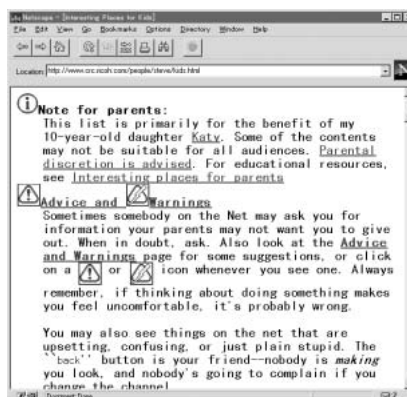 Netscape - [Interesting Places for Kids]
File Edit View Go Bookmarks Options Directory Window Help
Location: http://www.crc.ricoh.com/people/steve/kids.html
Note for parents:
This list is primarily for the benefit of my
10-year-old daughter Katy. Some of the contents
may not be suitable for all audiences. Parental
discretion is advised. For educational resources,
see Interesting places for parents
Advice and Warnings
Sometimes somebody on the Net may ask you for
information your parents may not want you to give
out. When in doubt, ask. Also look at the Advice
and Warnings page for some suggestions, or click
on a or icon whenever you see one. Always
remember, if thinking about doing something makes
you feel uncomfortable, it's probably wrong.
You may also see things on the net that are
upsetting, confusing, or just plain stupid. The
``back'' button is your friend--nobody is making
you look, and nobody's going to complain if you
change the channel.
Document: Done